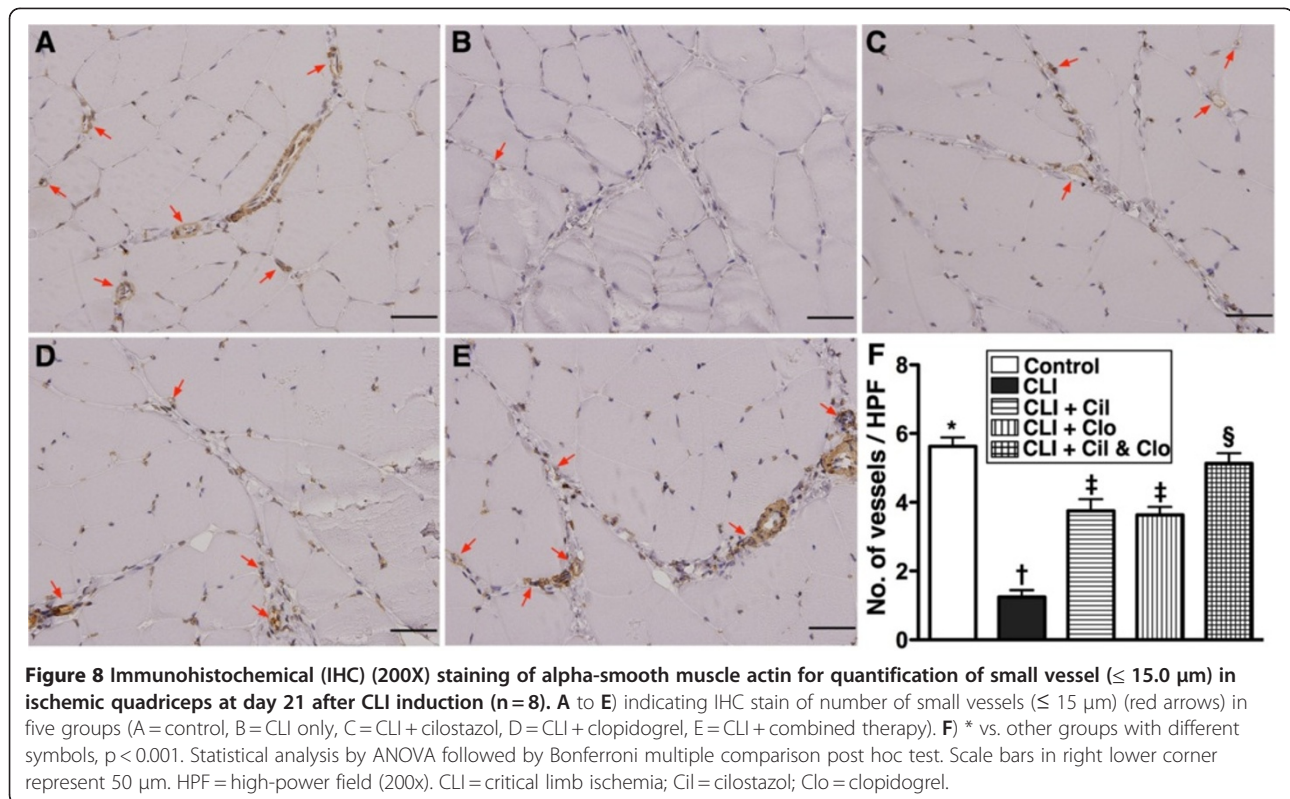 A
B
C
D
E
F
8
6
4
2
0
No. of vessels / HPF
Control
CLI
CLI + Cil
CLI + Clo
CLI + Cil & Clo
*
†
‡
‡
§
Figure 8 Immunohistochemical (IHC) (200X) staining of alpha-smooth muscle actin for quantification of small vessel (≤ 15.0 μm) in
ischemic quadriceps at day 21 after CLI induction (n = 8). A to E) indicating IHC stain of number of small vessels (≤ 15 μm) (red arrows) in
five groups (A = control, B = CLI only, C = CLI + cilostazol, D = CLI + clopidogrel, E = CLI + combined therapy). F) * vs. other groups with different
symbols, p < 0.001. Statistical analysis by ANOVA followed by Bonferroni multiple comparison post hoc test. Scale bars in right lower corner
represent 50 μm. HPF = high-power field (200x). CLI = critical limb ischemia; Cil = cilostazol; Clo = clopidogrel.